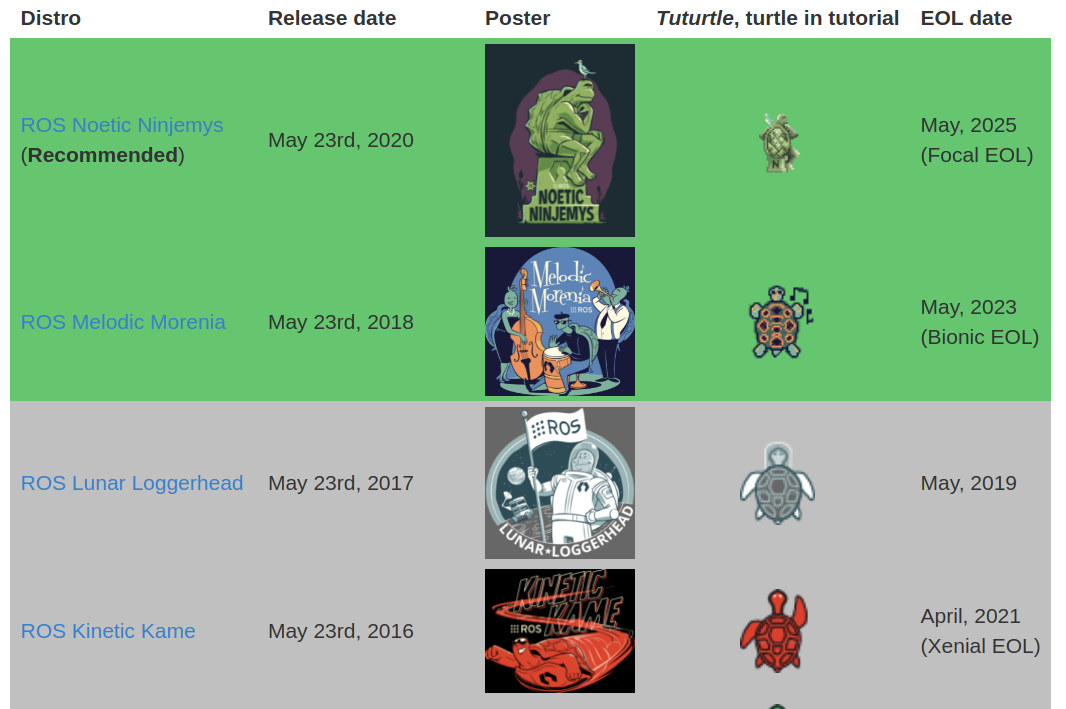 Distro Release date Poster Tuturtle, turtle in tutorial EOL date
ROS Noetic Ninjemys
(Recommended)
May 23rd, 2020
NOETIC
NINJEMYS
N
May, 2025
(Focal EOL)
ROS Melodic Morenia
May 23rd, 2018
Melodic
Morenia
ROS
May, 2023
(Bionic EOL)
ROS Lunar Loggerhead
May 23rd, 2017
ROS
LUNAR★LOGGERHEAD
May, 2019
ROS Kinetic Kame
May 23rd, 2016
KINETIC
KAME
ROS
April, 2021
(Xenial EOL)